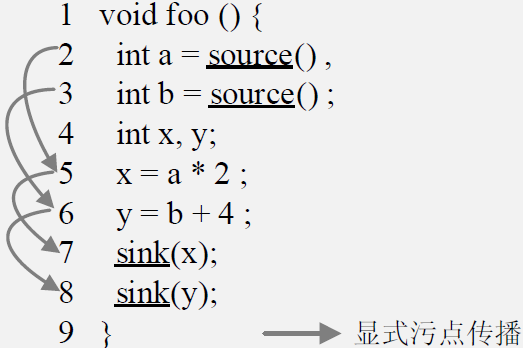 1 void foo () {
2 int a = source() ,
3 int b = source() ;
4 int x, y;
5 x = a * 2 ;
6 y = b + 4 ;
7 sink(x);
8 sink(y);
9 }
显式污点传播